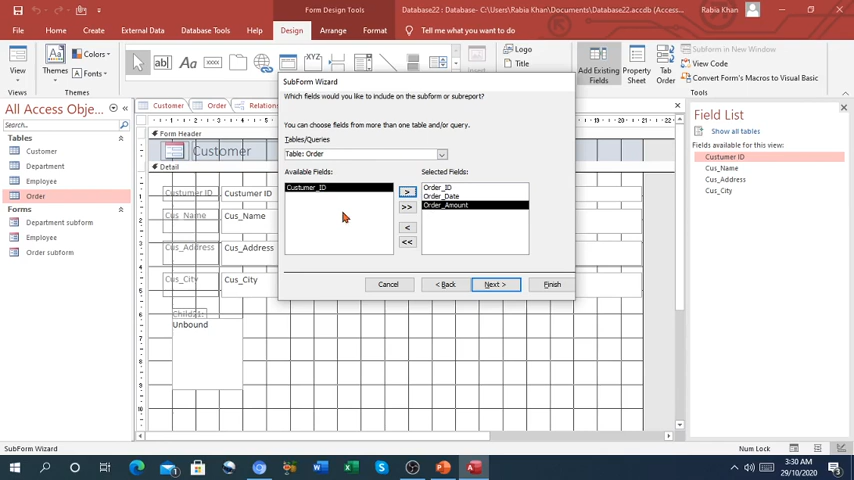 Form Design Tools
Database22 : Database- C:\Users\Rabia Khan\Documents\Database22.accdb (Access...
Rabia Khan
File
Home
Create
External Data
Database Tools
Help
Design
Arrange
Format
Tell me what you want to do
View
Views
Themes
Colors
Fonts
Themes
ab|
Aa
XYZ
Logo
Title
Insert
Add Existing
Fields
Property
Sheet
Tab
Order
Subform in New Window
View Code
Convert Form's Macros to Visual Basic
Tools
All Access Obje...
Search...
Tables
Customer
Department
Employee
Order
Forms
Department subform
Employee
Order subform
Customer
Order
Relations
Form Header
Customer
Detail
Custumer ID
Custumer ID
Cus_Name
Cus_Name
Cus_Address
Cus_Address
Cus_City
Cus_City
Child21:
Unbound
SubForm Wizard
Which fields would you like to include on the subform or subreport?
You can choose fields from more than one table and/or query.
Tables/Queries
Table: Order
Available Fields:
Custumer_ID
>
>>
<
<<
Selected Fields:
Order_ID
Order_Date
Order_Amount
Cancel
< Back
Next >
Finish
Field List
Show all tables
Fields available for this view:
Custumer ID
Cus_Name
Cus_Address
Cus_City
SubForm Wizard
Num Lock
3:30 AM
29/10/2020